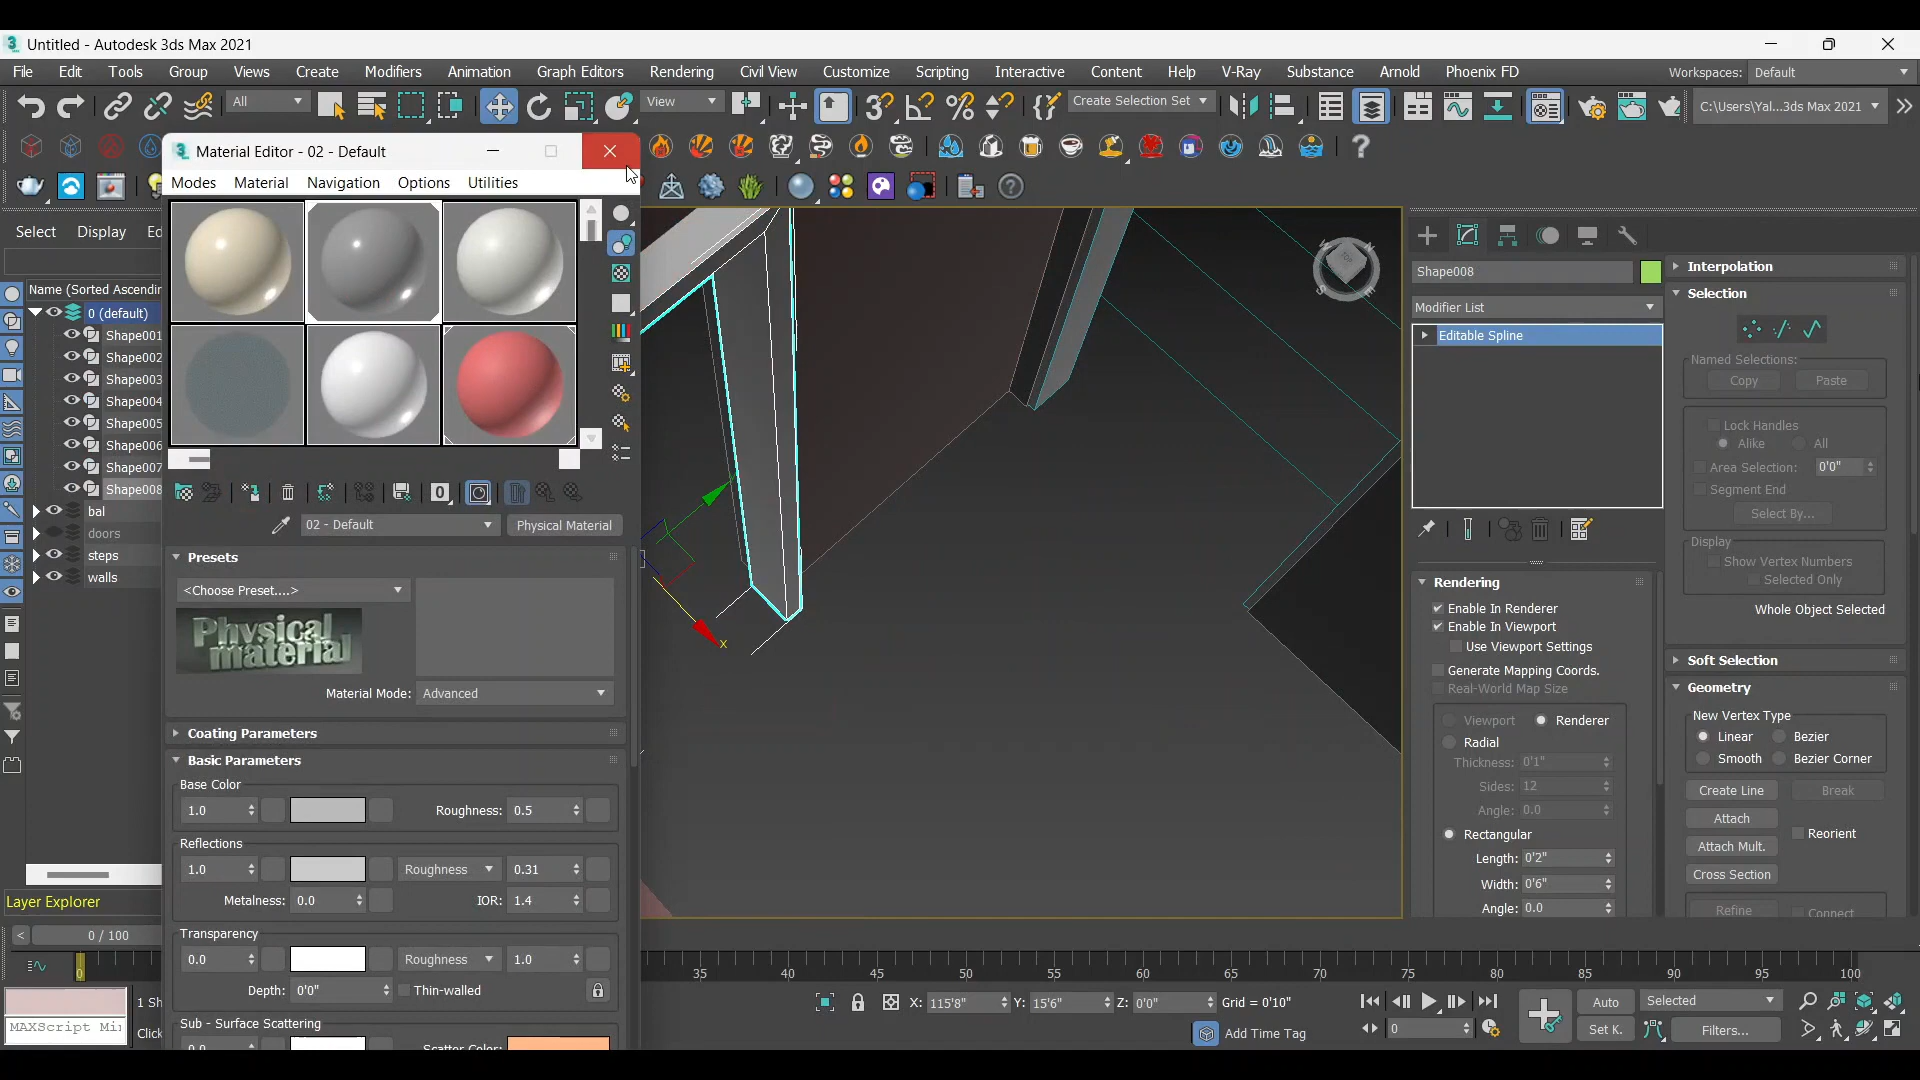 Untitled - Autodesk 3ds Max 2021
File Edit Tools Group Views Create Modifiers Animation Graph Editors Rendering Civil View Customize Scripting Interactive Content Help V-Ray Substance Arnold Phoenix FD Workspaces: Default
All View Create Selection Set C:\Users\Yal...3ds Max 2021
Material Editor - 02 - Default
Modes Material Navigation Options Utilities
Select Display Ed
Name (Sorted Ascendin
0 (default)
Shape001
Shape002
Shape003
Shape004
Shape005
Shape006
Shape007
Shape008
bal
doors
steps
walls
02 - Default Physical Material
Presets
<Choose Preset....>
Physical material
Material Mode: Advanced
Coating Parameters
Basic Parameters
Base Color
1.0 Roughness: 0.5
Reflections
1.0 Roughness 0.31
Metalness: 0.0 IOR: 1.4
Transparency
0.0 Roughness 1.0
Depth: 0'0" Thin-walled
Sub - Surface Scattering
0.0 Scatter Color:
TOP
Shape008
Modifier List
Editable Spline
Rendering
Enable In Renderer
Enable In Viewport
Use Viewport Settings
Generate Mapping Coords.
Real-World Map Size
Viewport Renderer
Radial
Thickness: 0'1"
Sides: 12
Angle: 0.0
Rectangular
Length: 0'2"
Width: 0'6"
Angle: 0.0
Interpolation
Selection
Named Selections:
Copy Paste
Lock Handles
Alike All
Area Selection: 0'0"
Segment End
Select By...
Display
Show Vertex Numbers
Selected Only
Whole Object Selected
Soft Selection
Geometry
New Vertex Type
Linear Bezier
Smooth Bezier Corner
Create Line Break
Attach Reorient
Attach Mult.
Cross Section
Refine Connect
Layer Explorer
< 0 / 100
0 35 40 45 50 55 60 65 70 75 80 85 90 95 100
1 Sh
MAXScript Mi
Click
X: 115'8" Y: 15'6" Z: 0'0" Grid = 0'10"
Add Time Tag
0
Auto Selected
Set K. Filters...